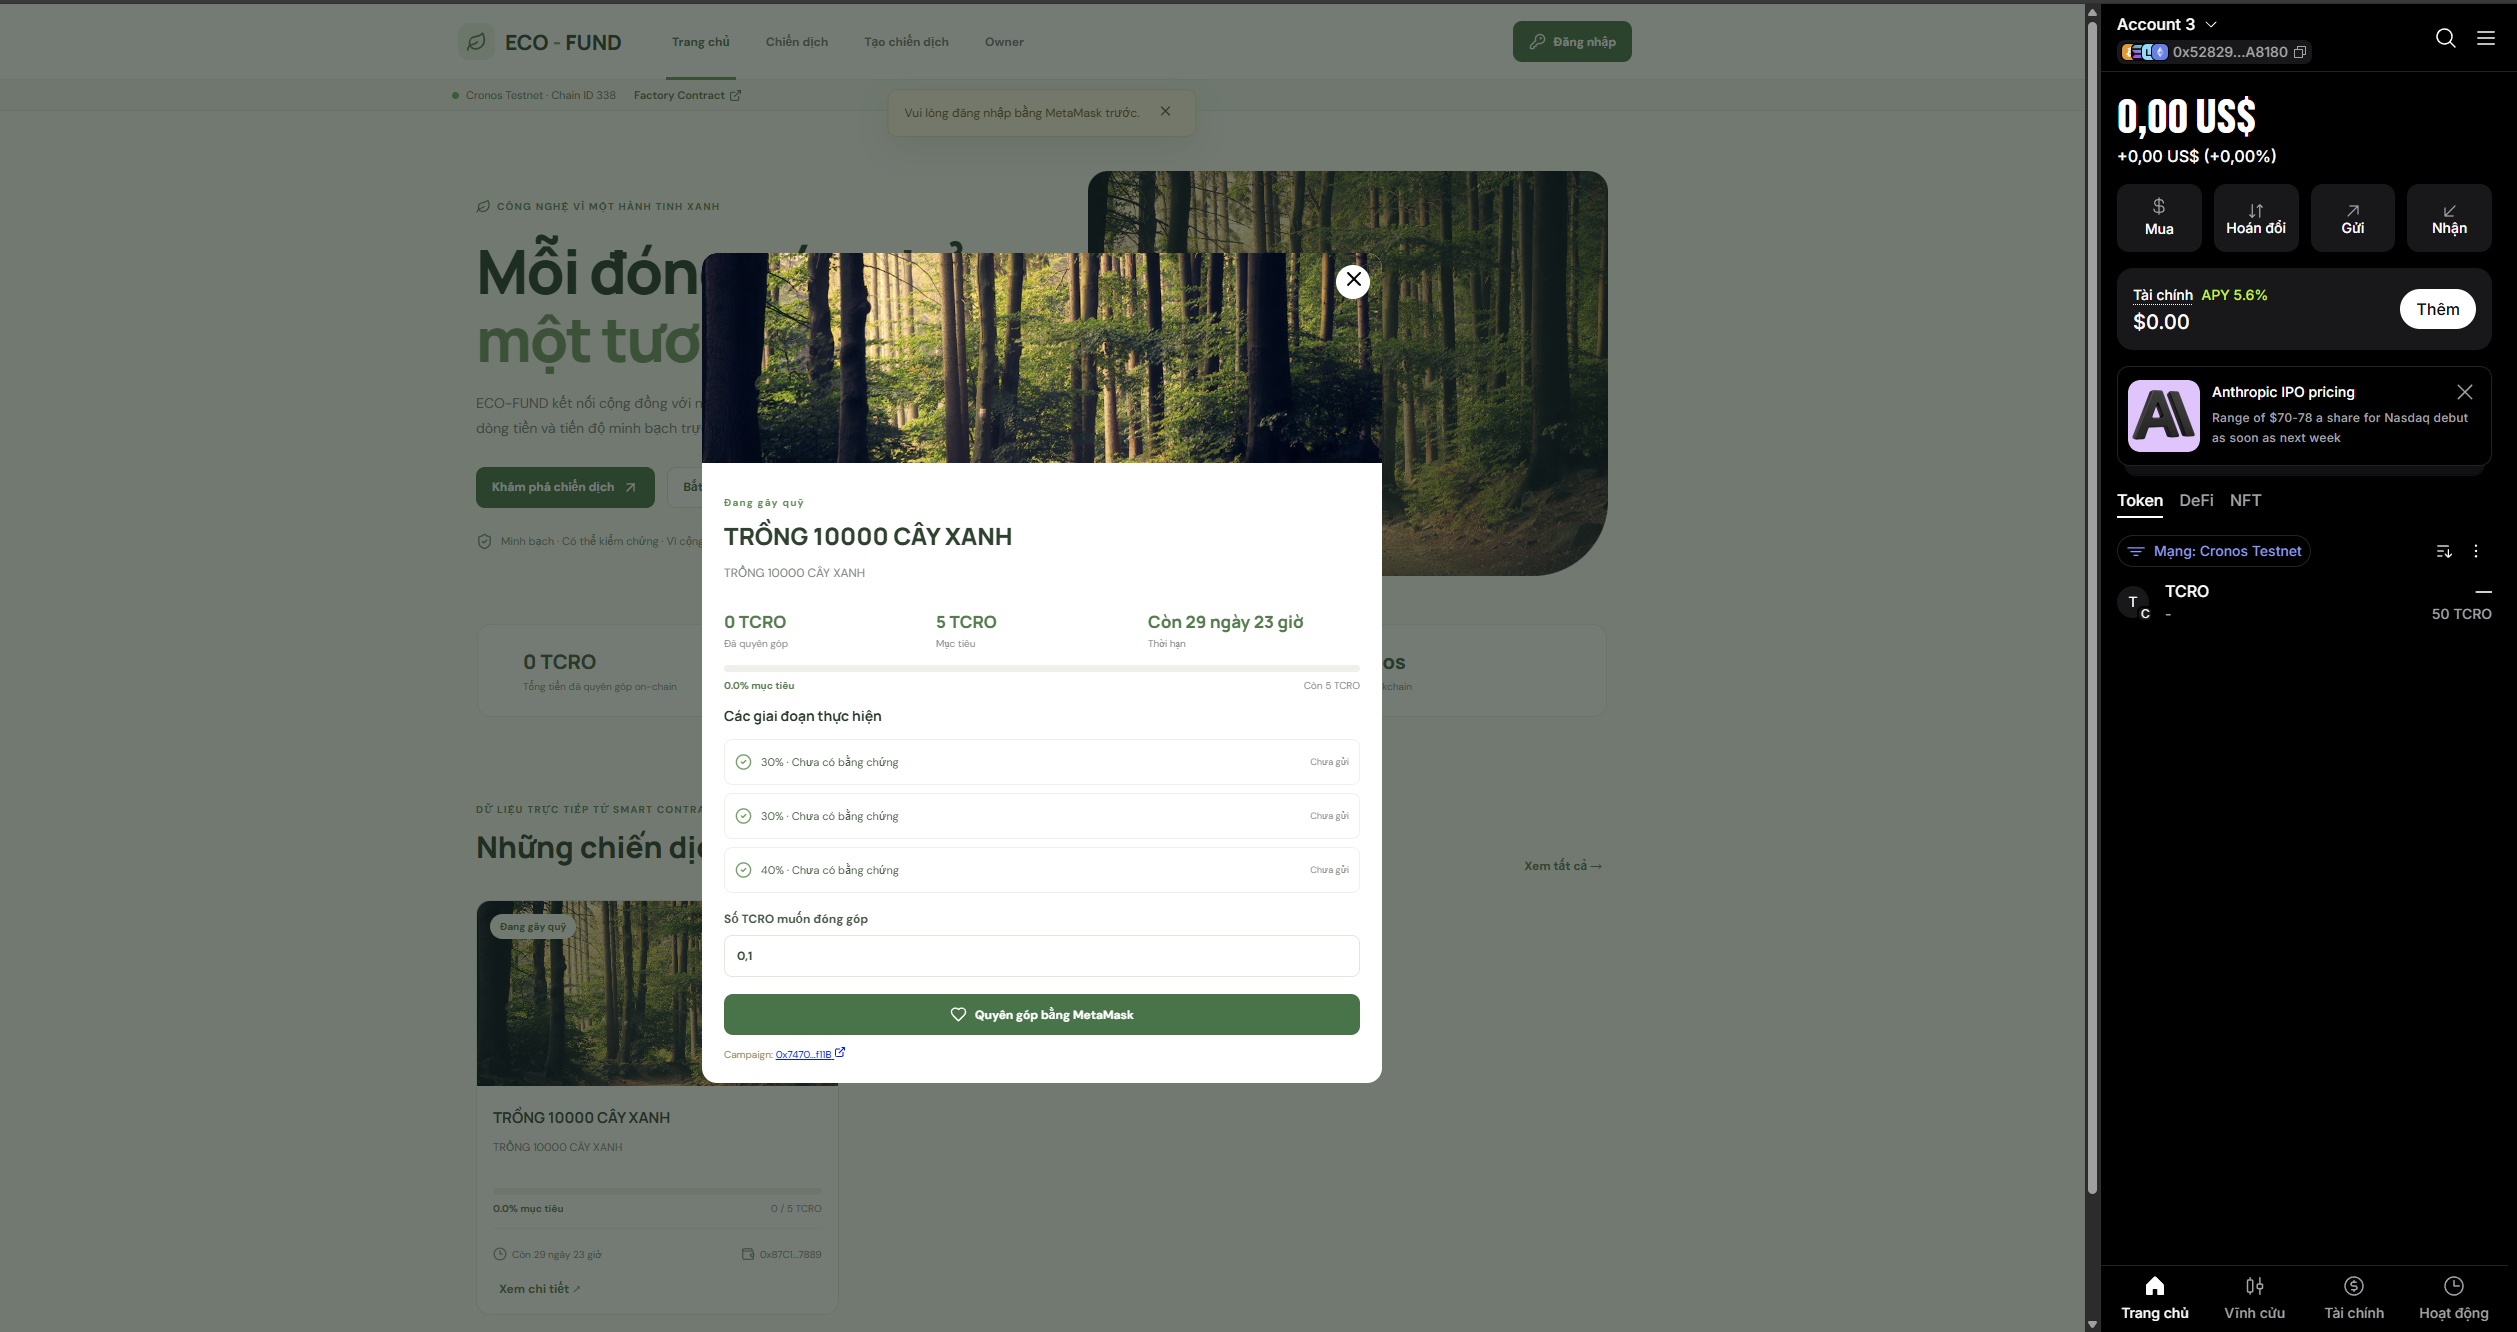 ECO - FUND
Trang chủ
Chiến dịch
Tạo chiến dịch
Owner
Đăng nhập
Cronos Testnet · Chain ID 338
Factory Contract
Vui lòng đăng nhập bằng MetaMask trước.
CÔNG NGHỆ VÌ MỘT HÀNH TINH XANH
Mỗi đón
một tươ
ECO-FUND kết nối cộng đồng với n
dòng tiền và tiến độ minh bạch trự
Khám phá chiến dịch
Bắt
Minh bạch · Có thể kiểm chứng · Vì cộng
0 TCRO
Tổng tiền đã quyên góp on-chain
os
kchain
DỮ LIỆU TRỰC TIẾP TỪ SMART CONTRA
Những chiến dị
Xem tất cả →
Đang gây quỹ
TRỒNG 10000 CÂY XANH
TRỒNG 10000 CÂY XANH
0.0% mục tiêu
0 / 5 TCRO
Còn 29 ngày 23 giờ
0x87C1...7889
Xem chi tiết ↗
Đang gây quỹ
TRỒNG 10000 CÂY XANH
TRỒNG 10000 CÂY XANH
0 TCRO
Đã quyên góp
5 TCRO
Mục tiêu
Còn 29 ngày 23 giờ
Thời hạn
0.0% mục tiêu
Còn 5 TCRO
Các giai đoạn thực hiện
30% · Chưa có bằng chứng
Chưa gửi
30% · Chưa có bằng chứng
Chưa gửi
40% · Chưa có bằng chứng
Chưa gửi
Số TCRO muốn đóng góp
0,1
Quyên góp bằng MetaMask
Campaign: 0x7470...f11B
Account 3
0x52829...A8180
0,00 US$
+0,00 US$ (+0,00%)
Mua
Hoán đổi
Gửi
Nhận
Tài chính APY 5.6%
$0.00
Thêm
Anthropic IPO pricing
Range of $70-78 a share for Nasdaq debut
as soon as next week
Token
DeFi
NFT
Mạng: Cronos Testnet
T
C
TCRO
—
-
50 TCRO
Trang chủ
Vĩnh cửu
Tài chính
Hoạt động